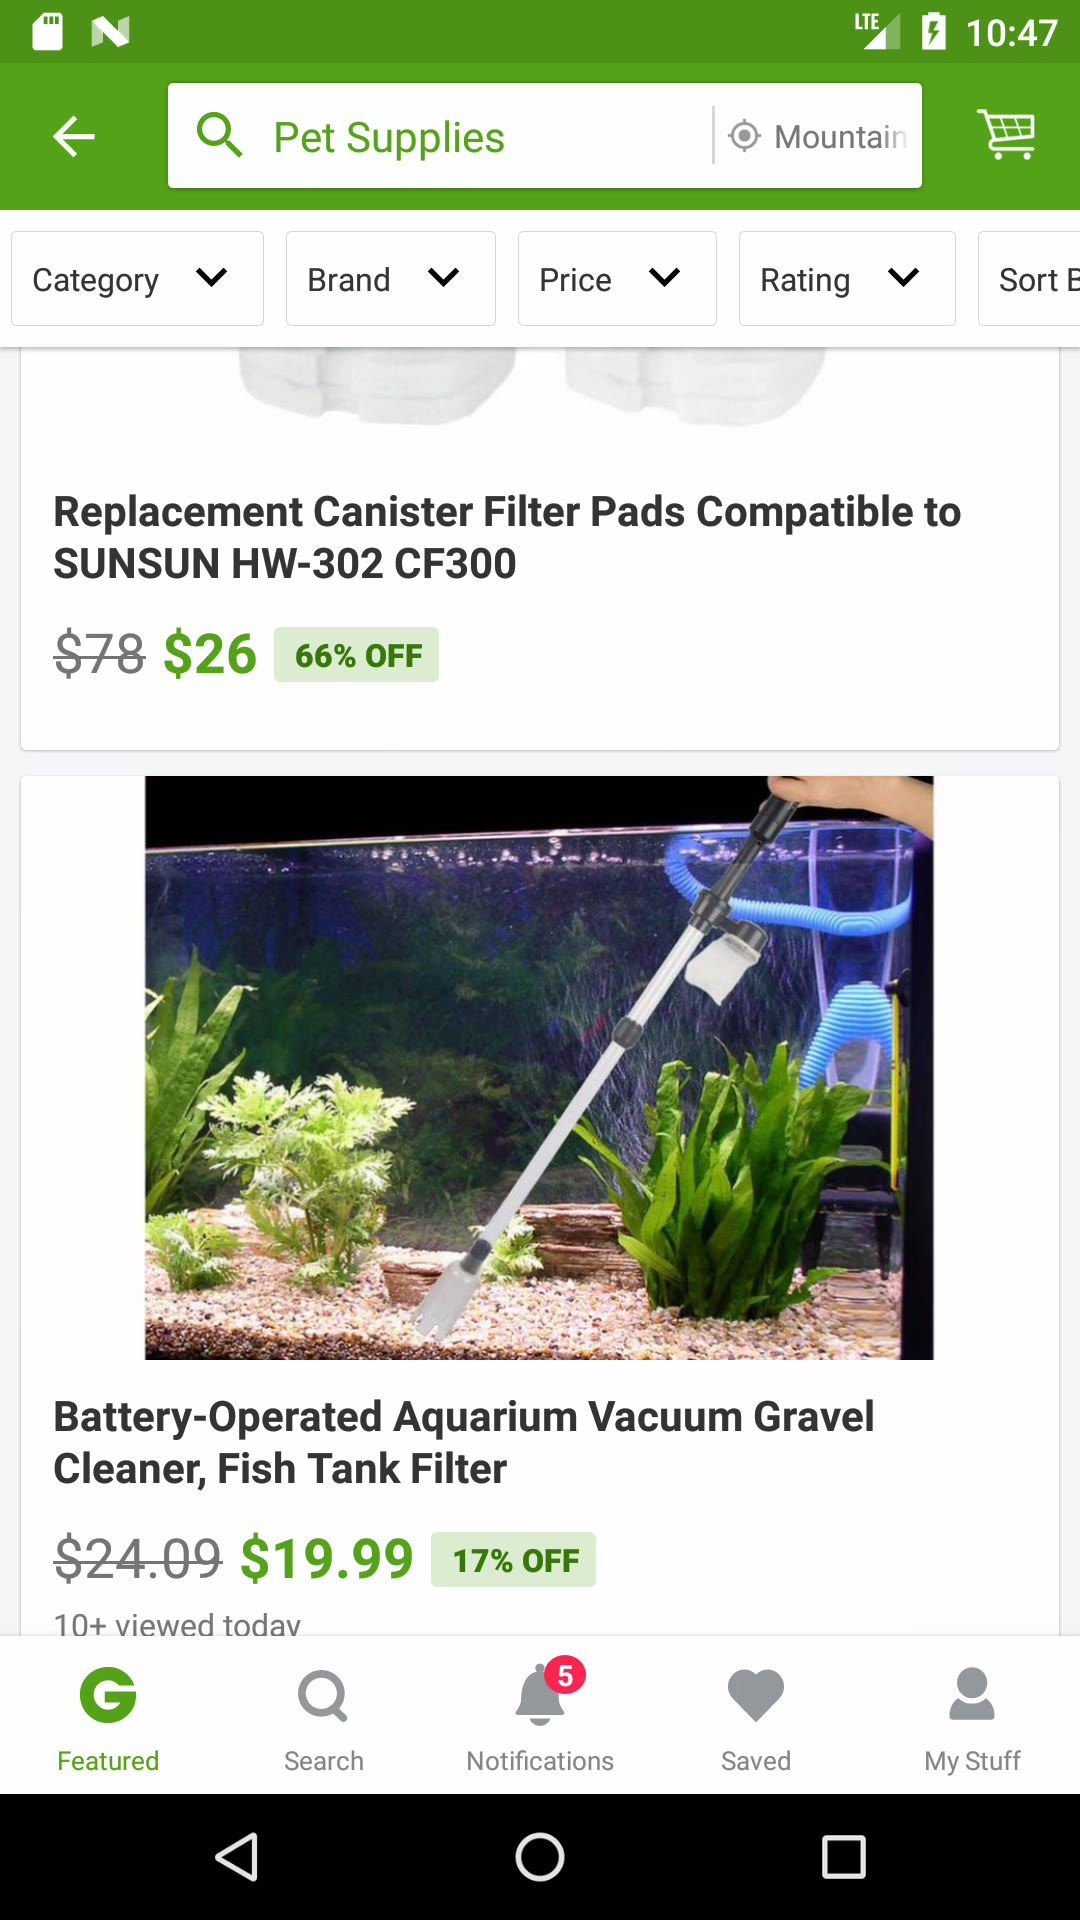 LTE
10:47
Pet Supplies
Mountain
Category
Brand
Price
Rating
Sort B
Replacement Canister Filter Pads Compatible to
SUNSUN HW-302 CF300
$78 $26 66% OFF
Battery-Operated Aquarium Vacuum Gravel
Cleaner, Fish Tank Filter
$24.09 $19.99 17% OFF
10+ viewed today
5
Featured
Search
Notifications
Saved
My Stuff